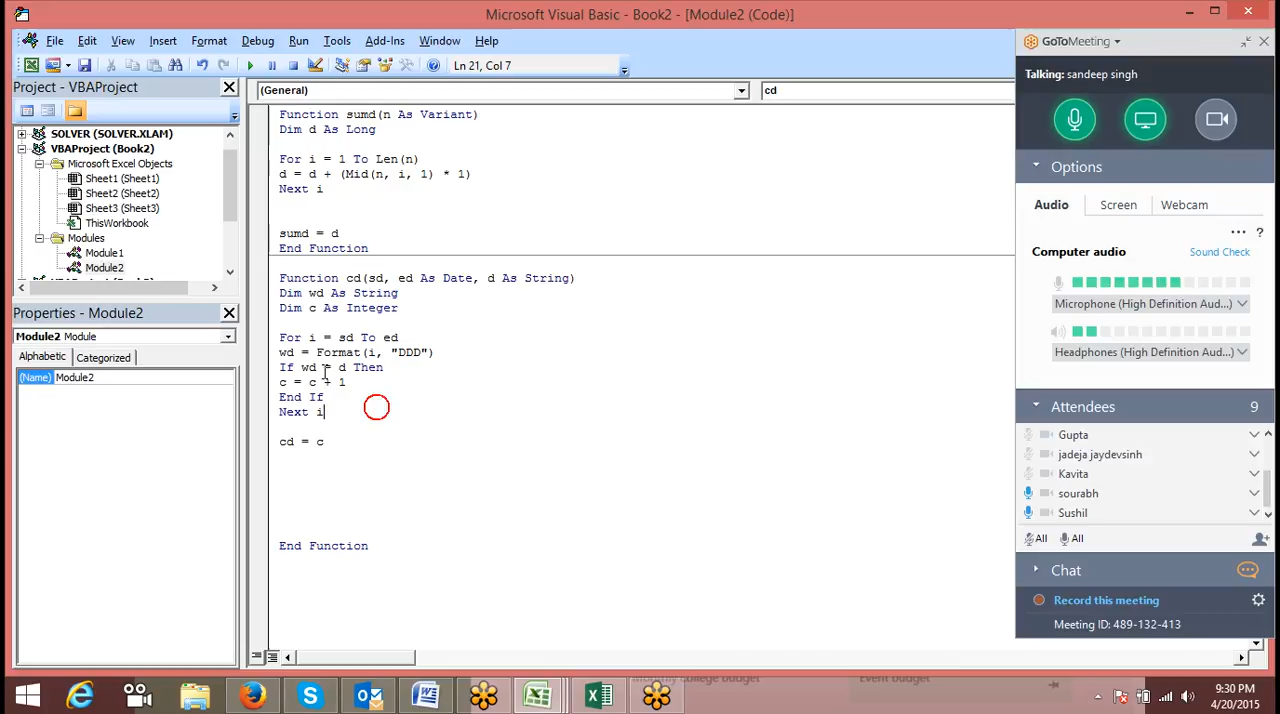 Microsoft Visual Basic - Book2 - [Module2 (Code)]
File Edit View Insert Format Debug Run Tools Add-Ins Window Help
Ln 21, Col 7
Project - VBAProject
SOLVER (SOLVER.XLAM)
VBAProject (Book2)
Microsoft Excel Objects
Sheet1 (Sheet1)
Sheet2 (Sheet2)
Sheet3 (Sheet3)
ThisWorkbook
Modules
Module1
Module2
Properties - Module2
Module2 Module
Alphabetic Categorized
(Name) Module2
(General) cd
Function sumd(n As Variant)
Dim d As Long
For i = 1 To Len(n)
d = d + (Mid(n, i, 1) * 1)
Next i
sumd = d
End Function
Function cd(sd, ed As Date, d As String)
Dim wd As String
Dim c As Integer
For i = sd To ed
wd = Format(i, "DDD")
If wd = d Then
c = c + 1
End If
Next i
cd = c
End Function
GoToMeeting
Talking: sandeep singh
Options
Audio Screen Webcam
... ?
Computer audio Sound Check
Microphone (High Definition Aud...)
Headphones (High Definition Aud...)
Attendees 9
Gupta
jadeja jaydevsinh
Kavita
sourabh
Sushil
All All
Chat
Record this meeting
Meeting ID: 489-132-413
Monthly college budget Event budget
9:30 PM
4/20/2015